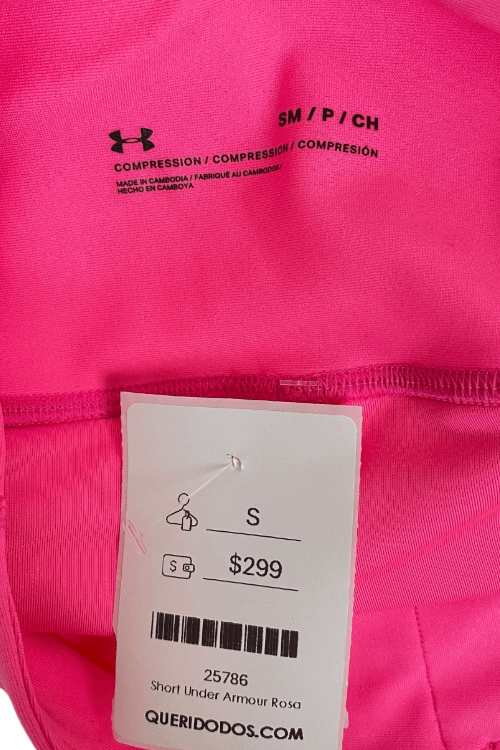 SM / P / CH
COMPRESSION / COMPRESSION / COMPRESIÓN
MADE IN CAMBODIA / FABRIQUÉ AU CAMBODGE /
HECHO EN CAMBOYA
S
S $299
25786
Short Under Armour Rosa
QUERIDODOS.COM